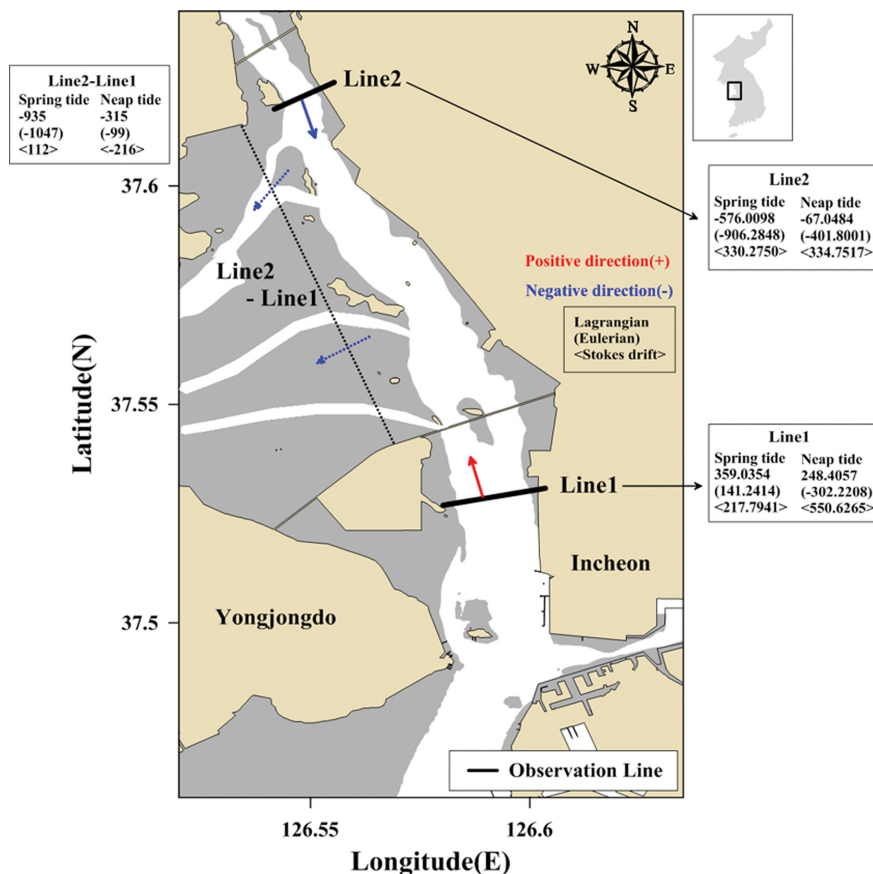 Line2-Line1
Spring tide Neap tide
-935 -315
(-1047) (-99)
<112> <-216>
Line2
N
W E
S
Line2
Spring tide Neap tide
-576.0098 -67.0484
(-906.2848) (-401.8001)
<330.2750> <334.7517>
37.6
Line2
- Line1
Positive direction(+)
Negative direction(-)
Lagrangian
(Eulerian)
<Stokes drift>
37.55
Latitude(N)
Line1
Line1
Spring tide Neap tide
359.0354 248.4057
(141.2414) (-302.2208)
<217.7941> <550.6265>
Incheon
Yongjongdo
37.5
Observation Line
126.55 126.6
Longitude(E)